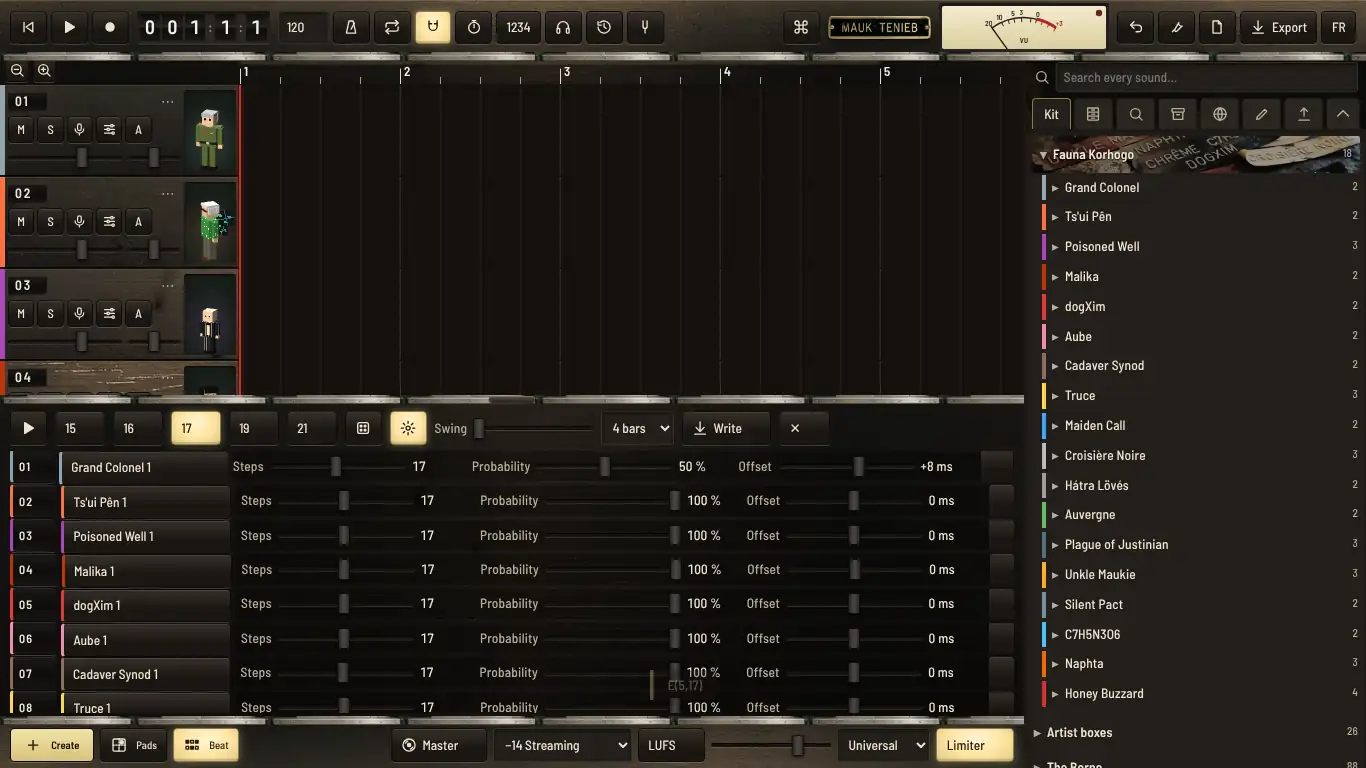 001:1:1
120
1234
MAUK TENIEB
20 10 5 3 0 +3
VU
Export
FR
1 2 3 4 5
Search every sound...
Kit
01
M S A
02
M S A
03
M S A
04
Fauna Korhogo 18
Grand Colonel 2
Ts'ui Pên 2
Poisoned Well 3
Malika 2
dogXim 2
Aube 2
Cadaver Synod 2
Truce 3
Maiden Call 2
Croisière Noire 2
Hátra Lövés 2
Auvergne 2
Plague of Justinian 3
Unkle Maukie 3
Silent Pact 2
C7H5N3O6 2
Naphta 3
Honey Buzzard 4
Artist boxes 26
15 16 17 19 21 Swing 4 bars Write
01 Grand Colonel 1 Steps 17 Probability 50 % Offset +8 ms
02 Ts'ui Pên 1 Steps 17 Probability 100 % Offset 0 ms
03 Poisoned Well 1 Steps 17 Probability 100 % Offset 0 ms
04 Malika 1 Steps 17 Probability 100 % Offset 0 ms
05 dogXim 1 Steps 17 Probability 100 % Offset 0 ms
06 Aube 1 Steps 17 Probability 100 % Offset 0 ms
07 Cadaver Synod 1 Steps 17 Probability 100 % Offset 0 ms
E(5,17)
08 Truce 1 Steps 17 Probability 100 % Offset 0 ms
Create Pads Beat Master −14 Streaming LUFS Universal Limiter